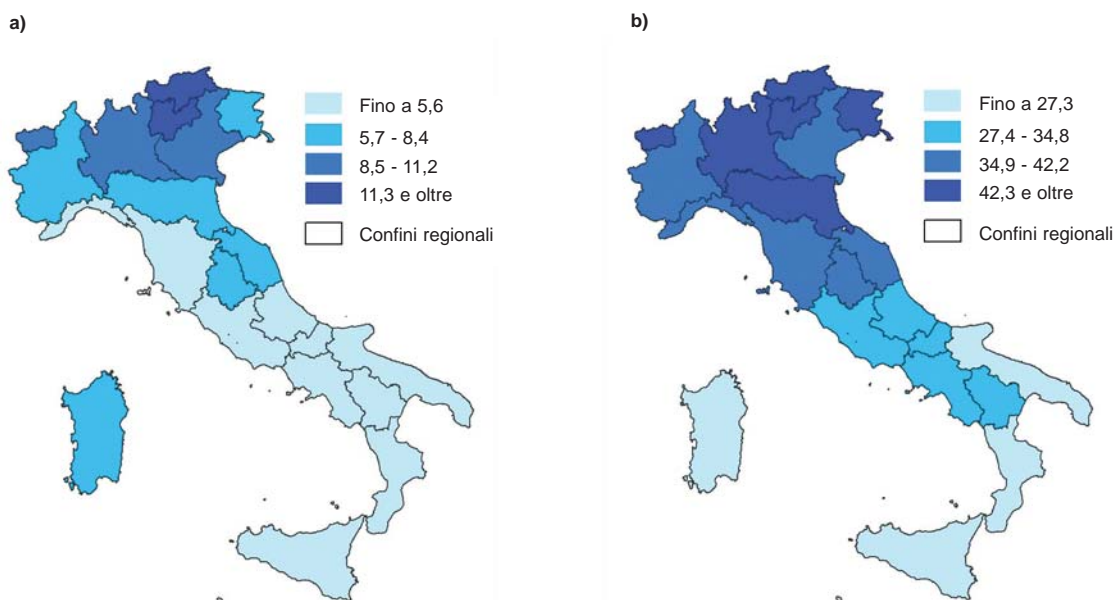 a)
Fino a 5,6
5,7 - 8,4
8,5 - 11,2
11,3 e oltre
Confini regionali
b)
Fino a 27,3
27,4 - 34,8
34,9 - 42,2
42,3 e oltre
Confini regionali